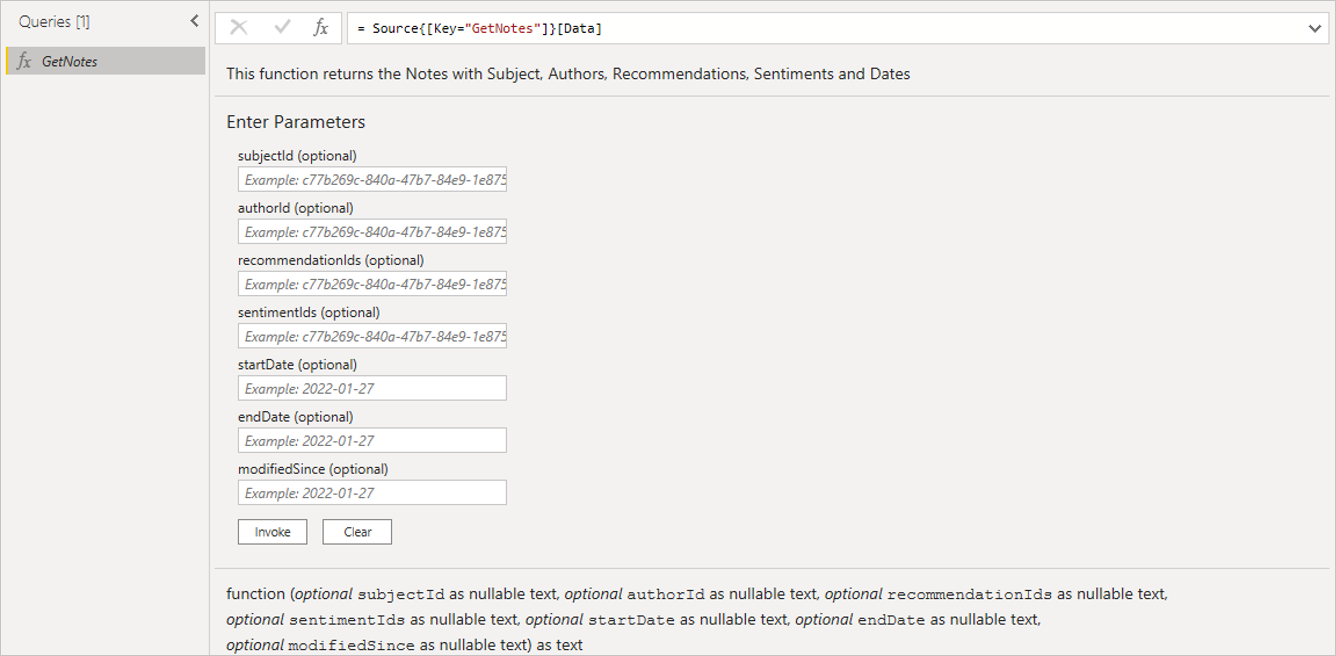 Queries [1]
fx
= Source{[Key="GetNotes"]}[Data]
fx GetNotes
This function returns the Notes with Subject, Authors, Recommendations, Sentiments and Dates
Enter Parameters
subjectId (optional)
Example: c77b269c-840a-47b7-84e9-1e875
authorId (optional)
Example: c77b269c-840a-47b7-84e9-1e875
recommendationIds (optional)
Example: c77b269c-840a-47b7-84e9-1e875
sentimentIds (optional)
Example: c77b269c-840a-47b7-84e9-1e875
startDate (optional)
Example: 2022-01-27
endDate (optional)
Example: 2022-01-27
modifiedSince (optional)
Example: 2022-01-27
Invoke Clear
function (optional subjectId as nullable text, optional authorId as nullable text, optional recommendationIds as nullable text,
optional sentimentIds as nullable text, optional startDate as nullable text, optional endDate as nullable text,
optional modifiedSince as nullable text) as text